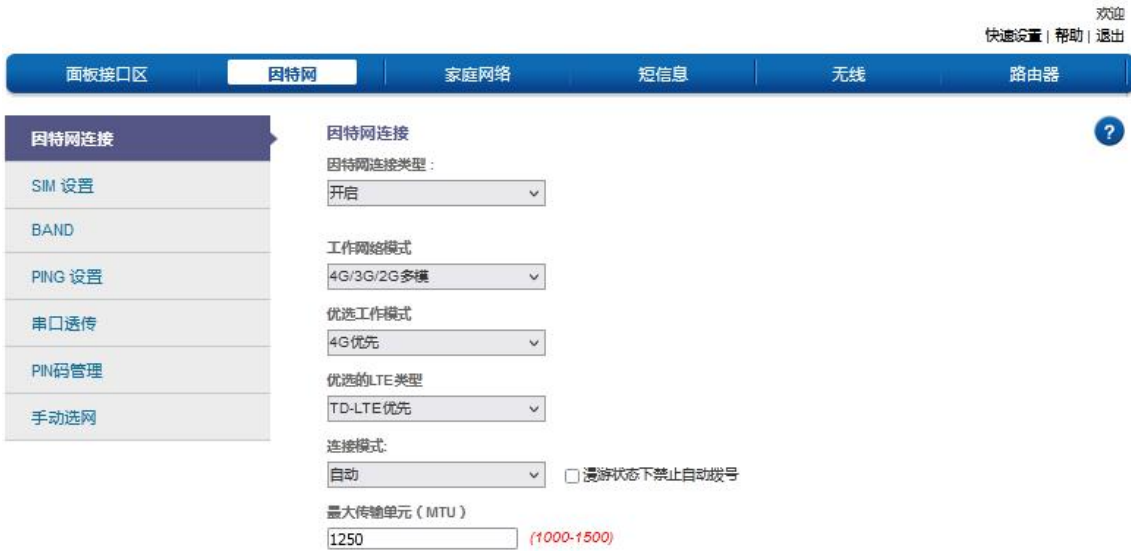 欢迎
快速设置 | 帮助 | 退出
面板接口区 因特网 家庭网络 短信息 无线 路由器
因特网连接
SIM 设置
BAND
PING 设置
串口透传
PIN码管理
手动选网
因特网连接
?
因特网连接类型 :
开启
工作网络模式
4G/3G/2G多模
优选工作模式
4G优先
优选的LTE类型
TD-LTE优先
连接模式:
自动 漫游状态下禁止自动拨号
最大传输单元 ( MTU )
1250 (1000-1500)